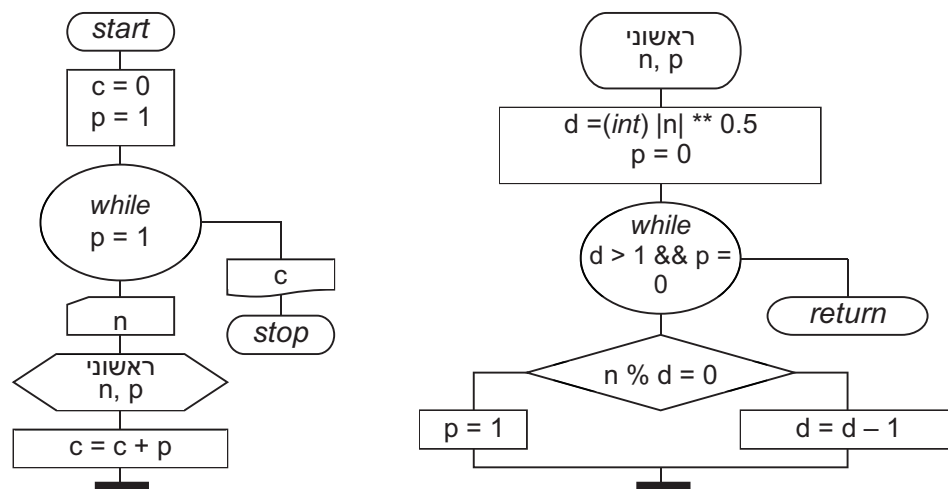 start
c = 0
p = 1
while
p = 1
c
n
stop
ראשוני
n, p
c = c + p
ראשוני
n, p
d =(int) |n| ** 0.5
p = 0
while
d > 1 && p =
0
return
n % d = 0
p = 1
d = d – 1